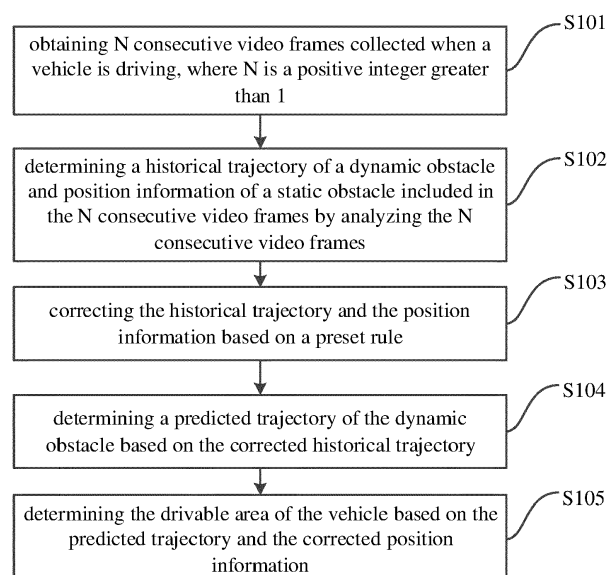 S101
obtaining N consecutive video frames collected when a
vehicle is driving, where N is a positive integer greater
than 1
S102
determining a historical trajectory of a dynamic obstacle
and position information of a static obstacle included in
the N consecutive video frames by analyzing the N
consecutive video frames
S103
correcting the historical trajectory and the position
information based on a preset rule
S104
determining a predicted trajectory of the dynamic
obstacle based on the corrected historical trajectory
S105
determining the drivable area of the vehicle based on the
predicted trajectory and the corrected position
information